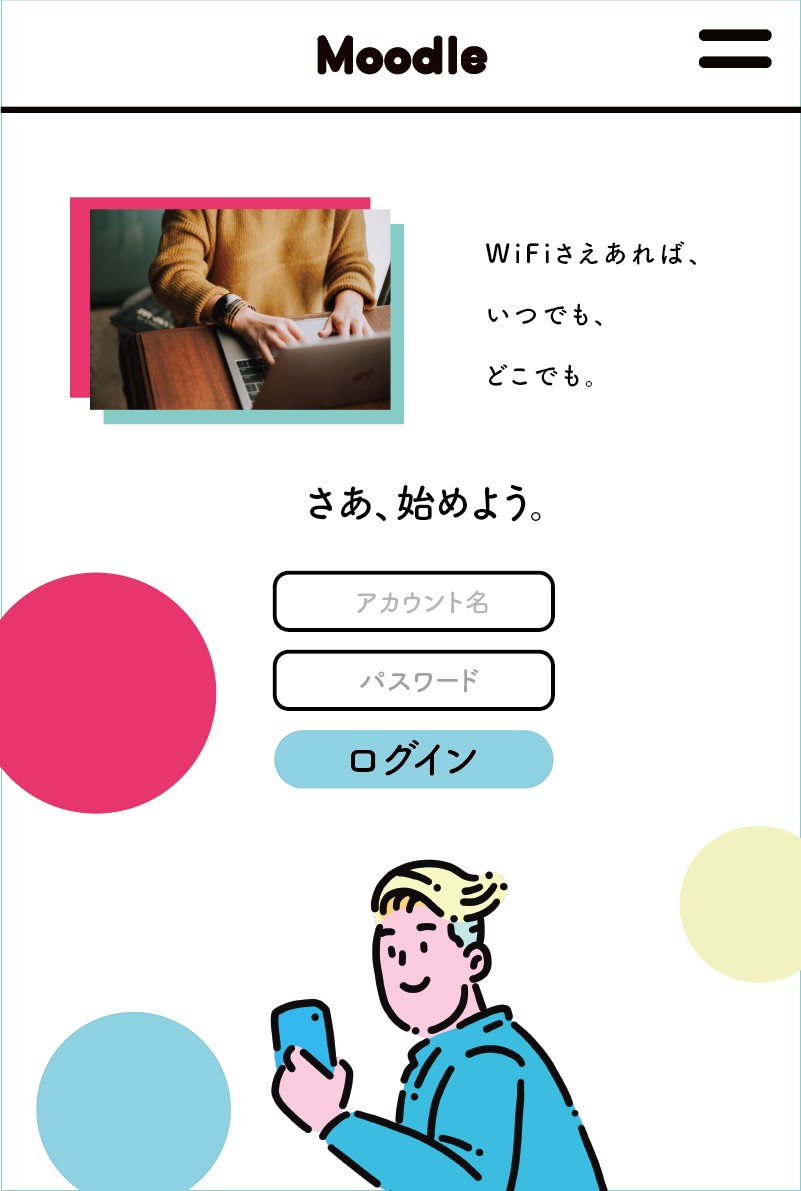 Moodle
WiFiさえあれば、
いつでも、
どこでも。
さあ、始めよう。
アカウント名
パスワード
ログイン